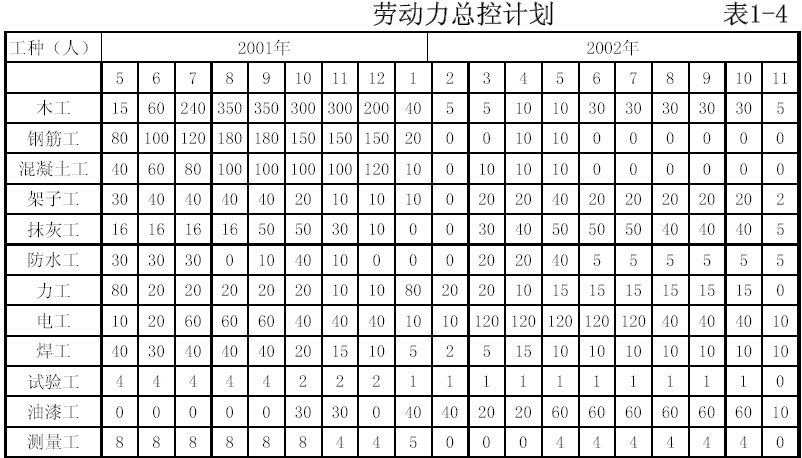 劳动力总控计划 表1-4
工种（人） 2001年 2002年
5 6 7 8 9 10 11 12 1 2 3 4 5 6 7 8 9 10 11
木工 15 60 240 350 350 300 300 200 40 5 5 10 10 30 30 30 30 30 5
钢筋工 80 100 120 180 180 150 150 150 20 0 0 10 10 0 0 0 0 0 0
混凝土工 40 60 80 100 100 100 100 120 10 0 10 10 10 0 0 0 0 0 0
架子工 30 40 40 40 40 20 10 10 10 0 20 20 40 20 20 20 20 20 2
抹灰工 16 16 16 16 50 50 30 10 0 0 30 40 50 50 50 40 40 40 5
防水工 30 30 30 0 10 40 10 0 0 0 20 20 40 5 5 5 5 5 5
力工 80 20 20 20 20 20 10 10 80 20 20 10 15 15 15 15 15 15 0
电工 10 20 60 60 60 40 40 40 10 10 120 120 120 120 120 40 40 40 10
焊工 40 30 40 40 40 20 15 10 5 2 5 15 10 10 10 10 10 10 10
试验工 4 4 4 4 4 2 2 2 1 1 1 1 1 1 1 1 1 1 0
油漆工 0 0 0 0 0 30 30 0 40 40 20 20 60 60 60 60 60 60 10
测量工 8 8 8 8 8 8 4 4 5 0 0 0 4 4 4 4 4 4 0